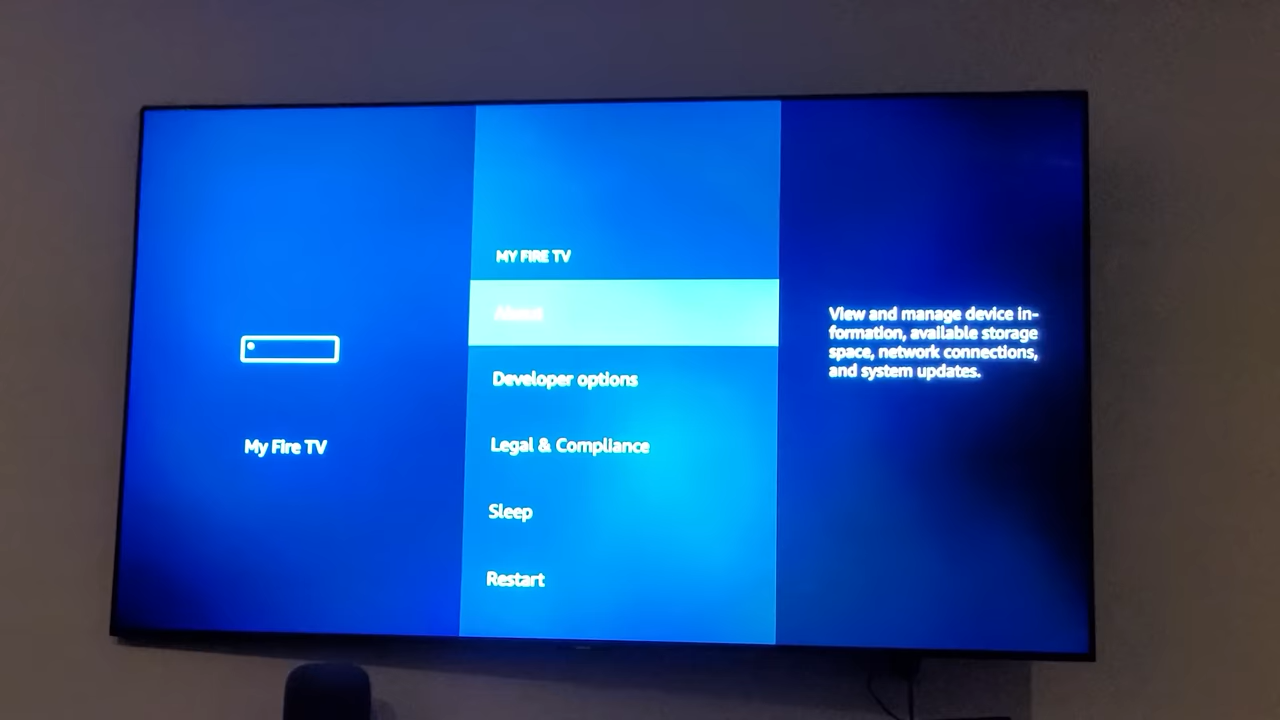 MY FIRE TV
About
Developer options
Legal & Compliance
Sleep
Restart
My Fire TV
View and manage device in-
formation, available storage
space, network connections,
and system updates.